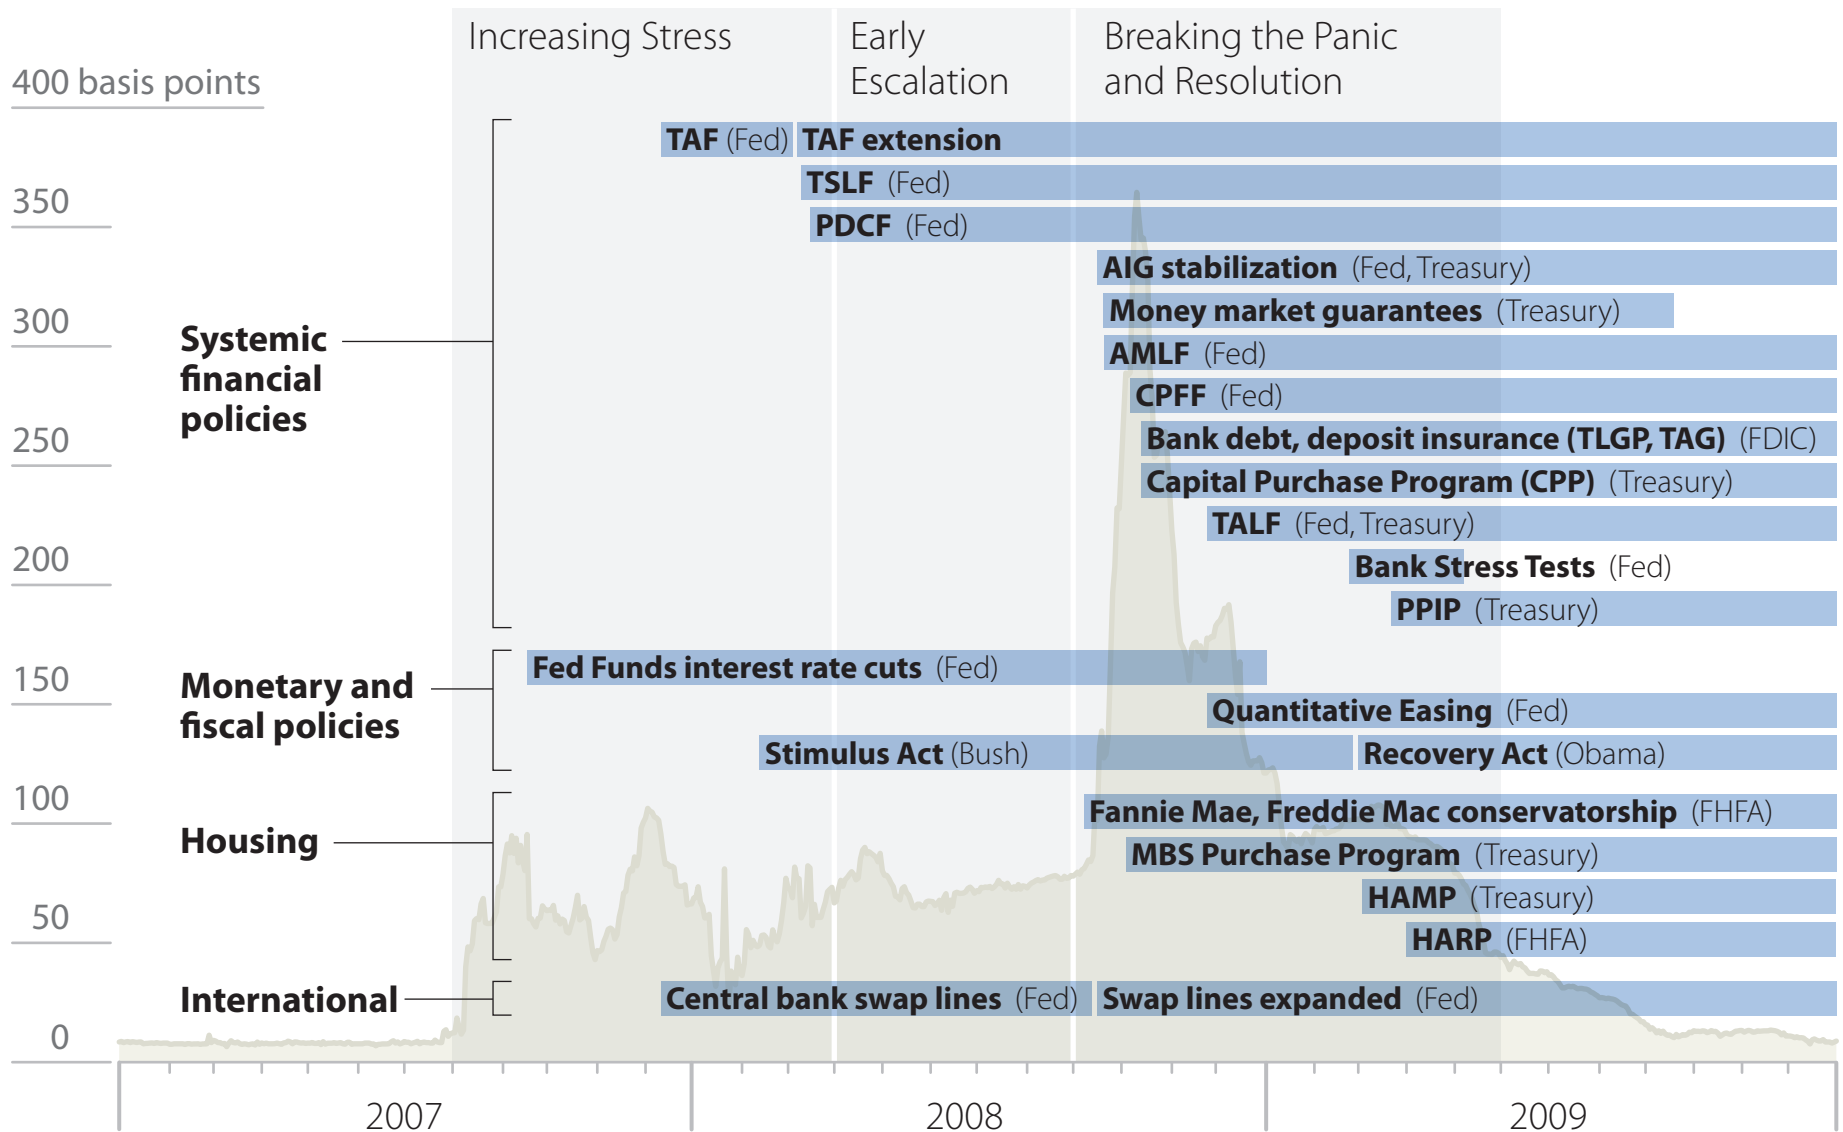 Increasing Stress
Early
Escalation
Breaking the Panic
and Resolution
400 basis points
350
300
250
200
150
100
50
0
Systemic
financial
policies
TAF (Fed)
TAF extension
TSLF (Fed)
PDCF (Fed)
AIG stabilization (Fed, Treasury)
Money market guarantees (Treasury)
AMLF (Fed)
CPFF (Fed)
Bank debt, deposit insurance (TLGP, TAG) (FDIC)
Capital Purchase Program (CPP) (Treasury)
TALF (Fed, Treasury)
Bank Stress Tests (Fed)
PPIP (Treasury)
Monetary and
fiscal policies
Fed Funds interest rate cuts (Fed)
Quantitative Easing (Fed)
Stimulus Act (Bush)
Recovery Act (Obama)
Housing
Fannie Mae, Freddie Mac conservatorship (FHFA)
MBS Purchase Program (Treasury)
HAMP (Treasury)
HARP (FHFA)
International
Central bank swap lines (Fed)
Swap lines expanded (Fed)
2007
2008
2009